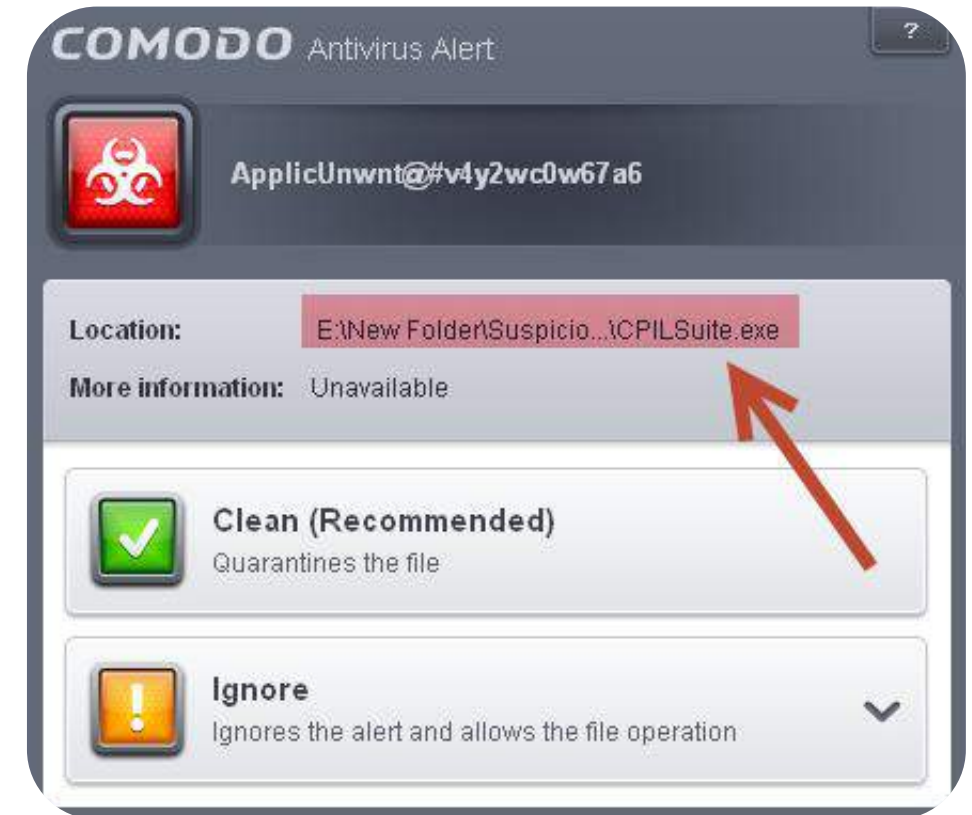 COMODO Antivirus Alert
?
ApplicUnwnt@#v4y2wc0w67a6
Location: E:\New Folder\Suspicio...\CPILSuite.exe
More information: Unavailable
Clean (Recommended)
Quarantines the file
Ignore
Ignores the alert and allows the file operation